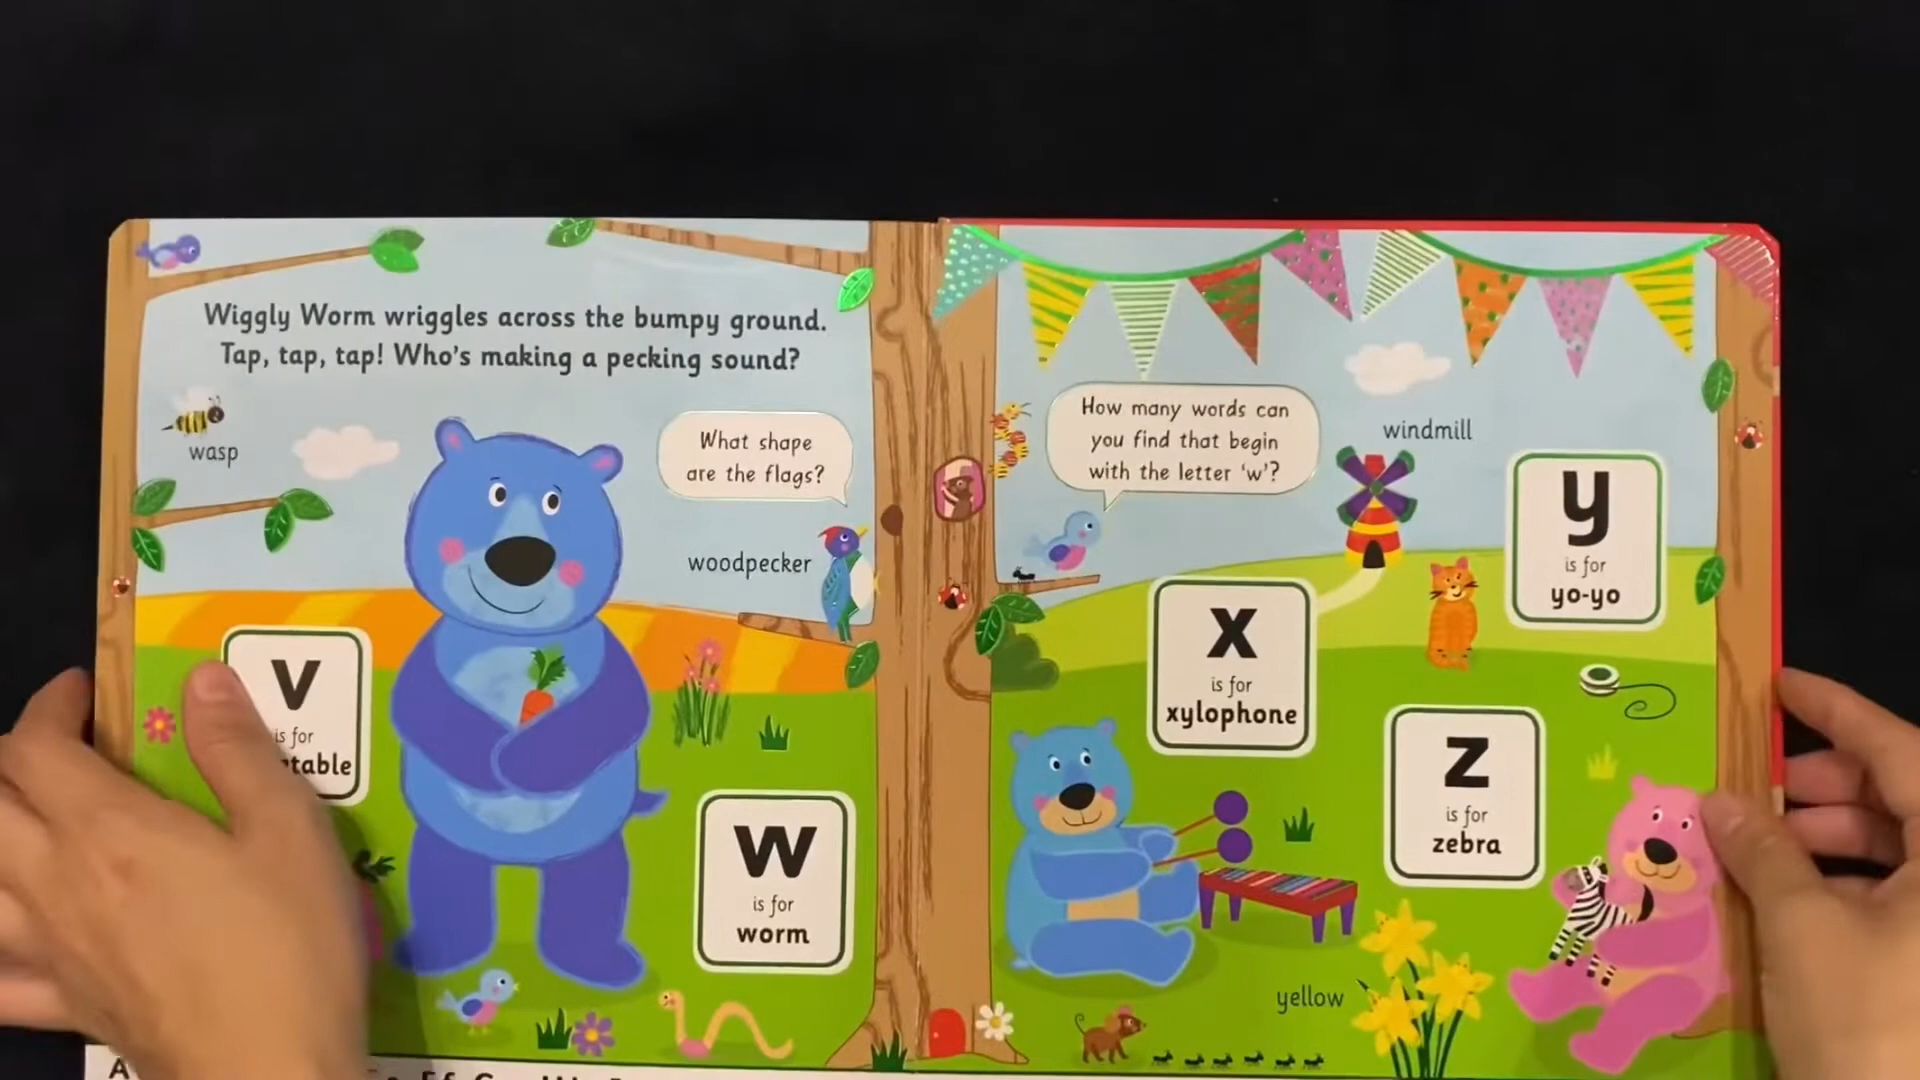 Wiggly Worm wriggles across the bumpy ground.
Tap, tap, tap! Who's making a pecking sound?
wasp
What shape
are the flags?
woodpecker
v
is for
w
is for
worm
How many words can
you find that begin
with the letter 'w'?
windmill
y
is for
yo-yo
x
is for
xylophone
z
is for
zebra
yellow